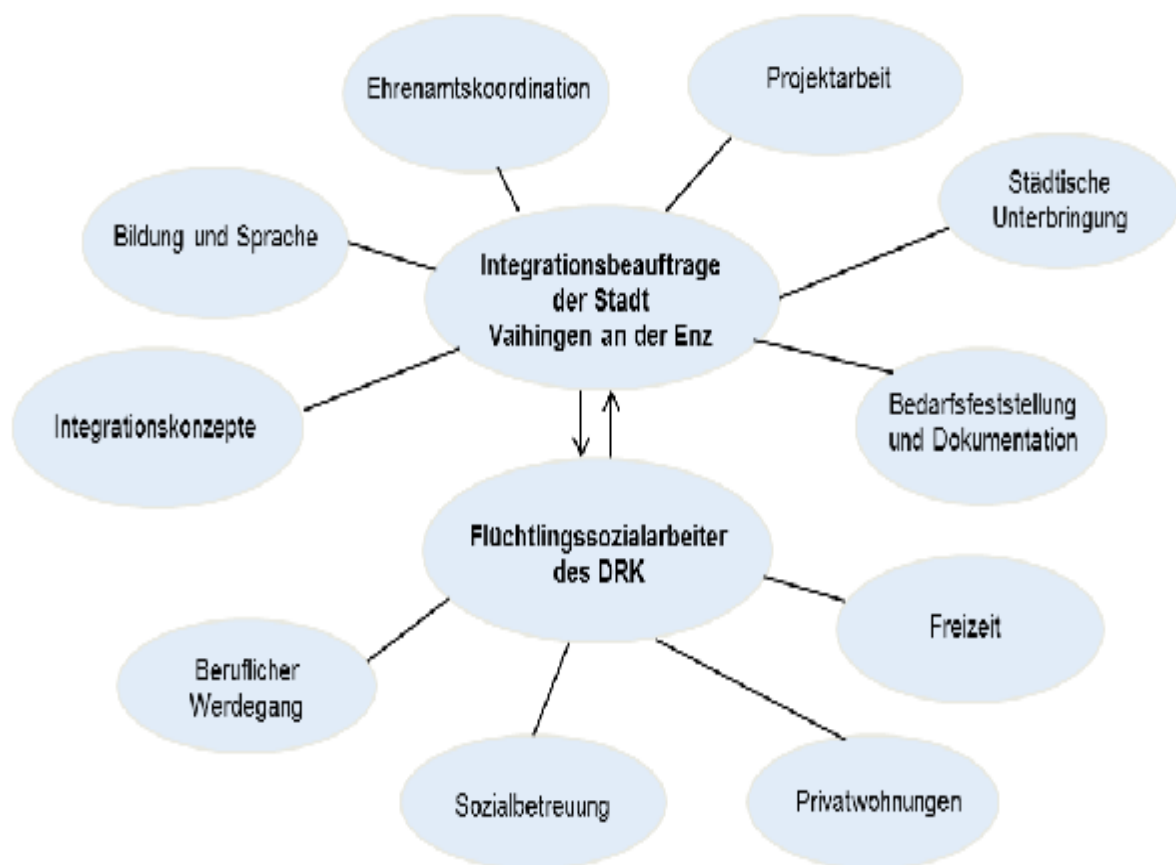 Ehrenamtskoordination
Projektarbeit
Städtische
Unterbringung
Bildung und Sprache
Integrationsbeauftrage
der Stadt
Vaihingen an der Enz
Integrationskonzepte
Bedarfsfeststellung
und Dokumentation
Flüchtlingssozialarbeiter
des DRK
Freizeit
Beruflicher
Werdegang
Sozialbetreuung
Privatwohnungen